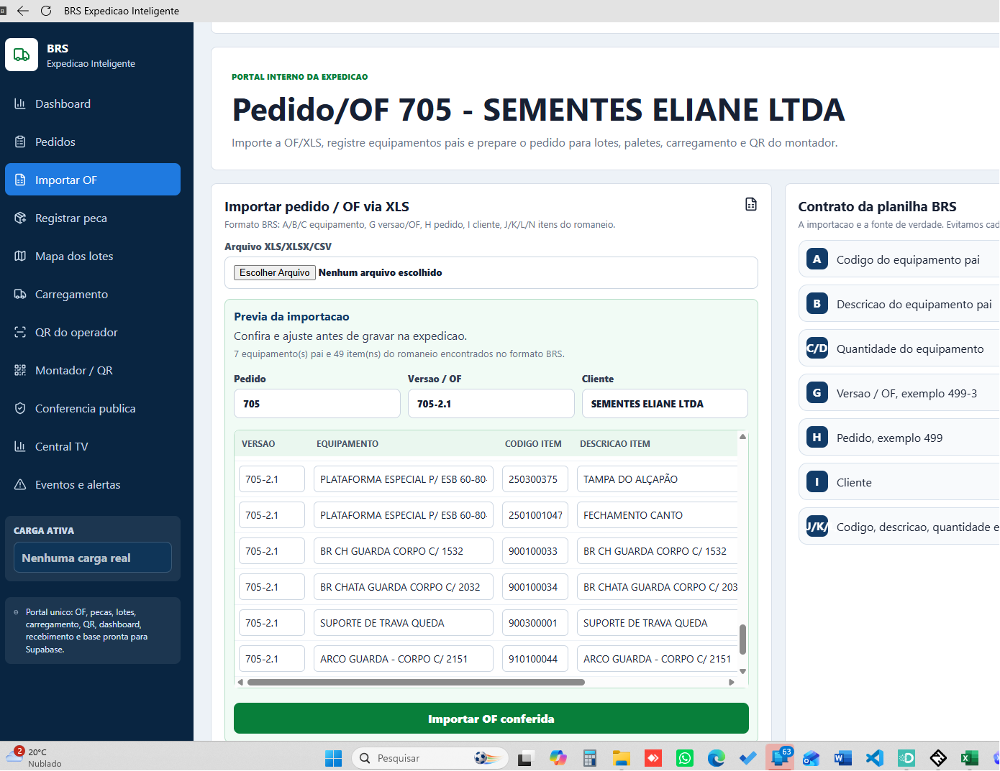 BRS Expedicao Inteligente
BRS
Expedicao Inteligente
Dashboard
Pedidos
Importar OF
Registrar peca
Mapa dos lotes
Carregamento
QR do operador
Montador / QR
Conferencia publica
Central TV
Eventos e alertas
CARGA ATIVA
Nenhuma carga real
Portal unico: OF, pecas, lotes,
carregamento, QR, dashboard,
recebimento e base pronta para
Supabase.
PORTAL INTERNO DA EXPEDICAO
Pedido/OF 705 - SEMENTES ELIANE LTDA
Importe a OF/XLS, registre equipamentos pais e prepare o pedido para lotes, paletes, carregamento e QR do montador.
Importar pedido / OF via XLS
Formato BRS: A/B/C equipamento, G versao/OF, H pedido, I cliente, J/K/L/N itens do romaneio.
Arquivo XLS/XLSX/CSV
Escolher Arquivo Nenhum arquivo escolhido
Previa da importacao
Confira e ajuste antes de gravar na expedicao.
7 equipamento(s) pai e 49 item(ns) do romaneio encontrados no formato BRS.
Pedido Versao / OF Cliente
705 705-2.1 SEMENTES ELIANE LTDA
VERSAO EQUIPAMENTO CODIGO ITEM DESCRICAO ITEM
705-2.1 PLATAFORMA ESPECIAL P/ ESB 60-80- 250300375 TAMPA DO ALÇAPÃO
705-2.1 PLATAFORMA ESPECIAL P/ ESB 60-80- 2501001047 FECHAMENTO CANTO
705-2.1 BR CH GUARDA CORPO C/ 1532 900100033 BR CH GUARDA CORPO C/ 1532
705-2.1 BR CHATA GUARDA CORPO C/ 2032 900100034 BR CHATA GUARDA CORPO C/ 203
705-2.1 SUPORTE DE TRAVA QUEDA 900300001 SUPORTE DE TRAVA QUEDA
705-2.1 ARCO GUARDA - CORPO C/ 2151 910100044 ARCO GUARDA - CORPO C/ 2151
Importar OF conferida
Contrato da planilha BRS
A importacao e a fonte de verdade. Evitamos cad
A Codigo do equipamento pai
B Descricao do equipamento pai
C/D Quantidade do equipamento
G Versao / OF, exemplo 499-3
H Pedido, exemplo 499
I Cliente
J/K/ Codigo, descricao, quantidade e
2
20°C
Nublado
Pesquisar
63